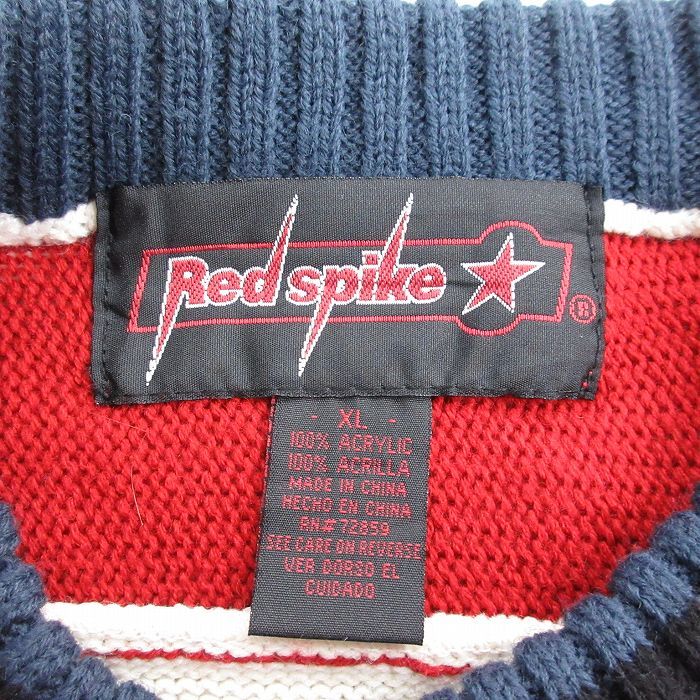 Red spike ®
- XL -
100% ACRYLIC
100% ACRILLA
MADE IN CHINA
HECHO EN CHINA
RN# 72859
SEE CARE ON REVERSE
VER DORSO EL
CUIDADO